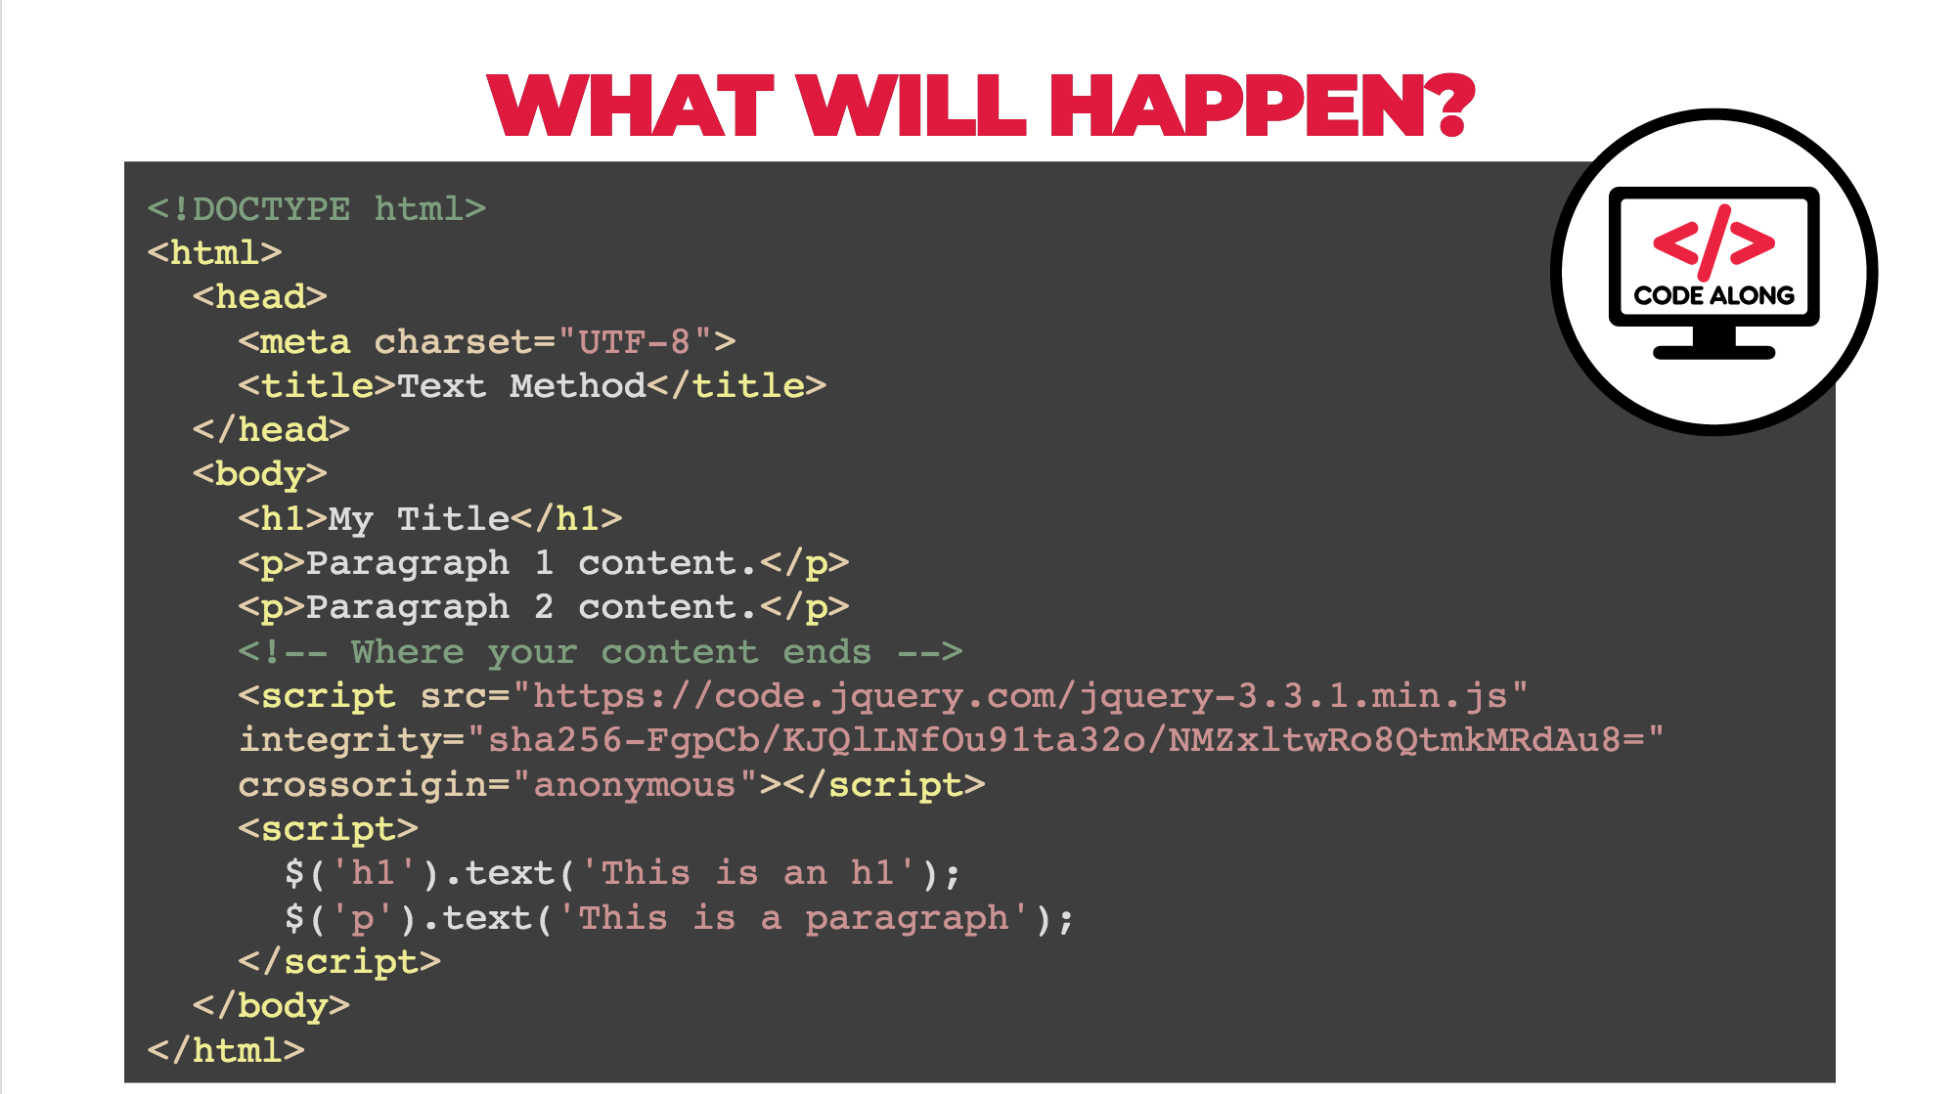 WHAT WILL HAPPEN?
</>
CODE ALONG
<!DOCTYPE html>
<html>
  <head>
    <meta charset="UTF-8">
    <title>Text Method</title>
  </head>
  <body>
    <h1>My Title</h1>
    <p>Paragraph 1 content.</p>
    <p>Paragraph 2 content.</p>
    <!-- Where your content ends -->
    <script src="https://code.jquery.com/jquery-3.3.1.min.js"
    integrity="sha256-FgpCb/KJQlLNfOu91ta32o/NMZxltwRo8QtmkMRdAu8="
    crossorigin="anonymous"></script>
    <script>
      $('h1').text('This is an h1');
      $('p').text('This is a paragraph');
    </script>
  </body>
</html>